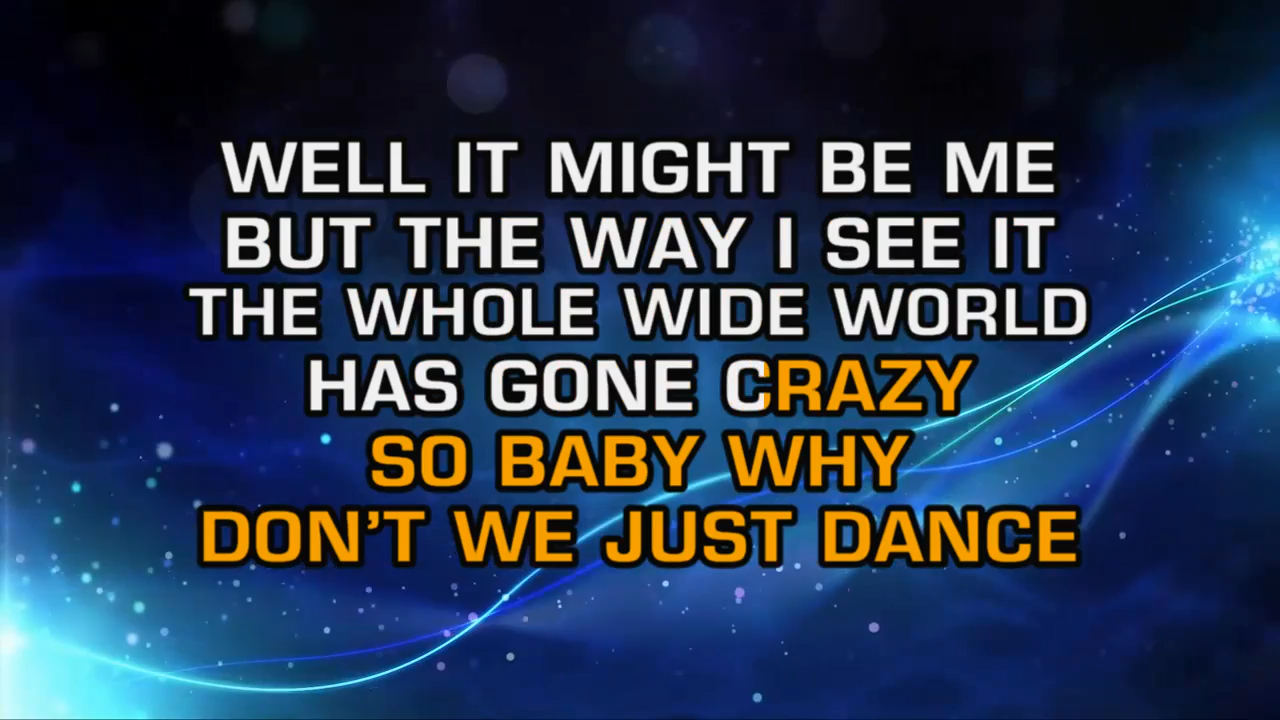 WELL IT MIGHT BE ME
BUT THE WAY I SEE IT
THE WHOLE WIDE WORLD
HAS GONE CRAZY
SO BABY WHY
DON'T WE JUST DANCE